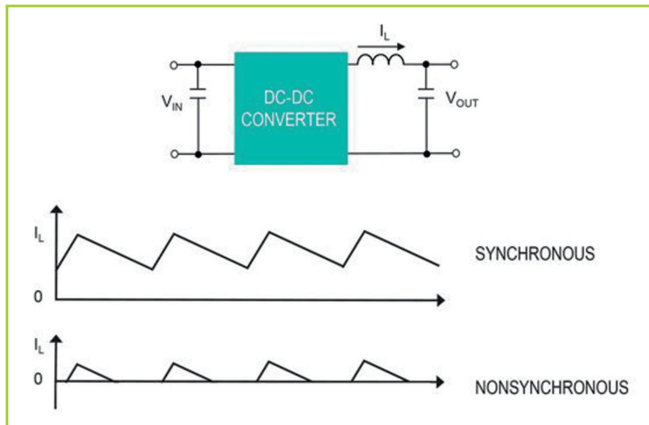 I_L
V_IN
DC-DC
CONVERTER
V_OUT
I_L
SYNCHRONOUS
0
I_L
0
NONSYNCHRONOUS